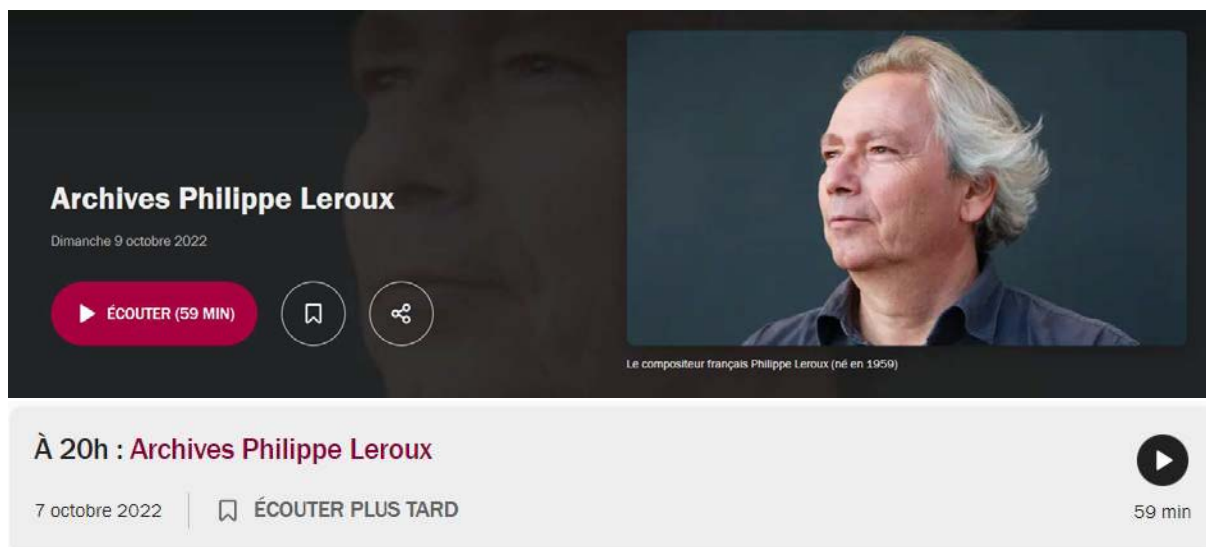 Archives Philippe Leroux
Dimanche 9 octobre 2022
ÉCOUTER (59 MIN)
Le compositeur français Philippe Leroux (né en 1959)
À 20h : Archives Philippe Leroux
7 octobre 2022
ÉCOUTER PLUS TARD
59 min